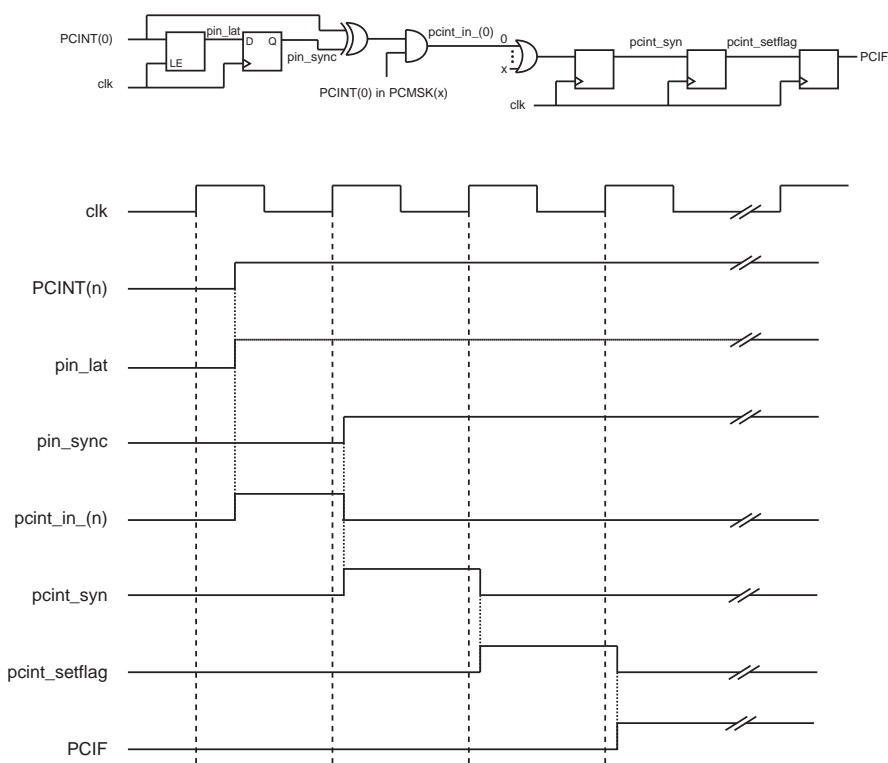 PCINT(0)
pin_lat
D Q
LE
pin_sync
clk
pcint_in_(0)
0
x
PCINT(0) in PCMSK(x)
pcint_syn
pcint_setflag
PCIF
clk
clk
PCINT(n)
pin_lat
pin_sync
pcint_in_(n)
pcint_syn
pcint_setflag
PCIF